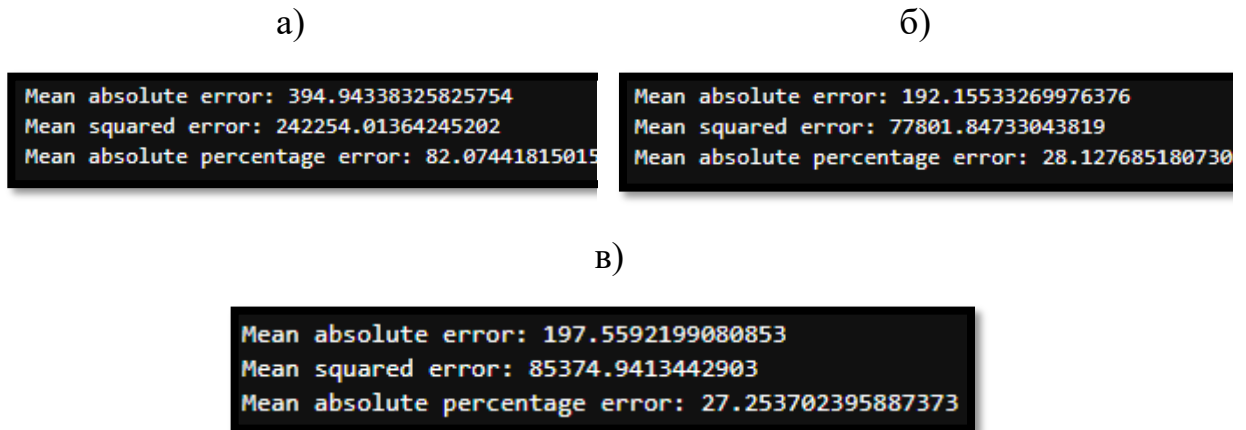 а)
б)
Mean absolute error: 394.94338325825754
Mean squared error: 242254.01364245202
Mean absolute percentage error: 82.07441815015
Mean absolute error: 192.15533269976376
Mean squared error: 77801.84733043819
Mean absolute percentage error: 28.127685180730
в)
Mean absolute error: 197.5592199080853
Mean squared error: 85374.9413442903
Mean absolute percentage error: 27.253702395887373